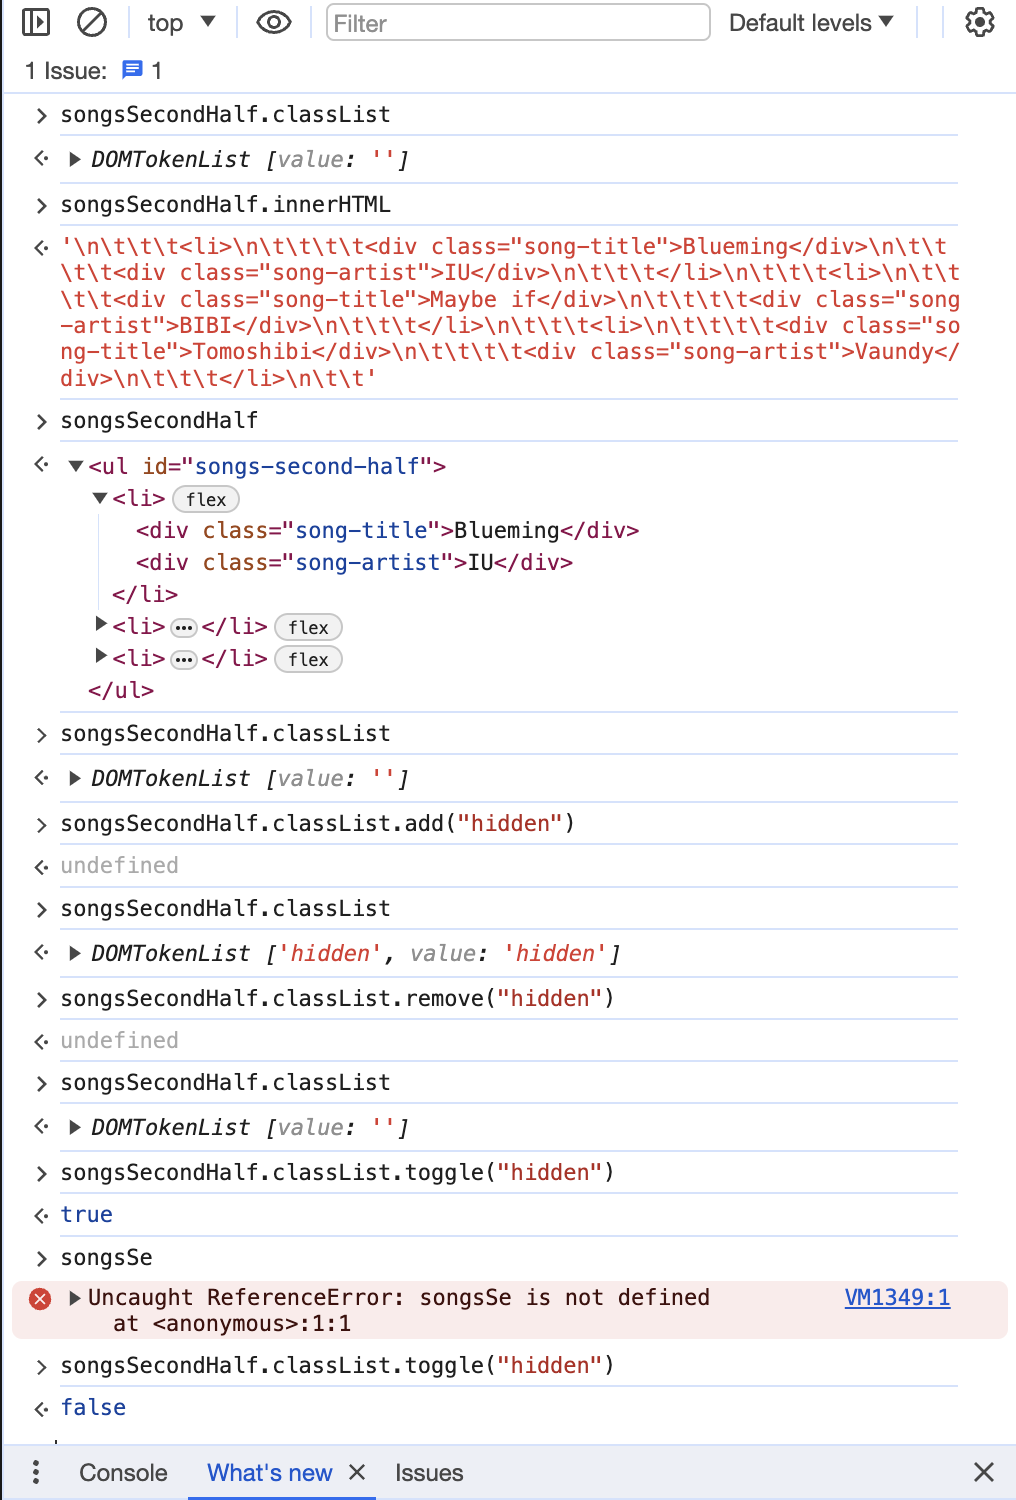 top
Filter
Default levels
1 Issue: 1
songsSecondHalf.classList
DOMTokenList [value: '']
songsSecondHalf.innerHTML
'\n\t\t\t<li>\n\t\t\t\t<div class="song-title">Blueming</div>\n\t\t
\t\t<div class="song-artist">IU</div>\n\t\t\t</li>\n\t\t\t<li>\n\t\t
\t\t<div class="song-title">Maybe if</div>\n\t\t\t\t<div class="song
-artist">BIBI</div>\n\t\t\t</li>\n\t\t\t<li>\n\t\t\t\t<div class="so
ng-title">Tomoshibi</div>\n\t\t\t\t<div class="song-artist">Vaundy</
div>\n\t\t\t</li>\n\t\t'
songsSecondHalf
<ul id="songs-second-half">
<li> flex
<div class="song-title">Blueming</div>
<div class="song-artist">IU</div>
</li>
<li>…</li> flex
<li>…</li> flex
</ul>
songsSecondHalf.classList
DOMTokenList [value: '']
songsSecondHalf.classList.add("hidden")
undefined
songsSecondHalf.classList
DOMTokenList ['hidden', value: 'hidden']
songsSecondHalf.classList.remove("hidden")
undefined
songsSecondHalf.classList
DOMTokenList [value: '']
songsSecondHalf.classList.toggle("hidden")
true
songsSe
Uncaught ReferenceError: songsSe is not defined VM1349:1
at <anonymous>:1:1
songsSecondHalf.classList.toggle("hidden")
false
Console What's new Issues